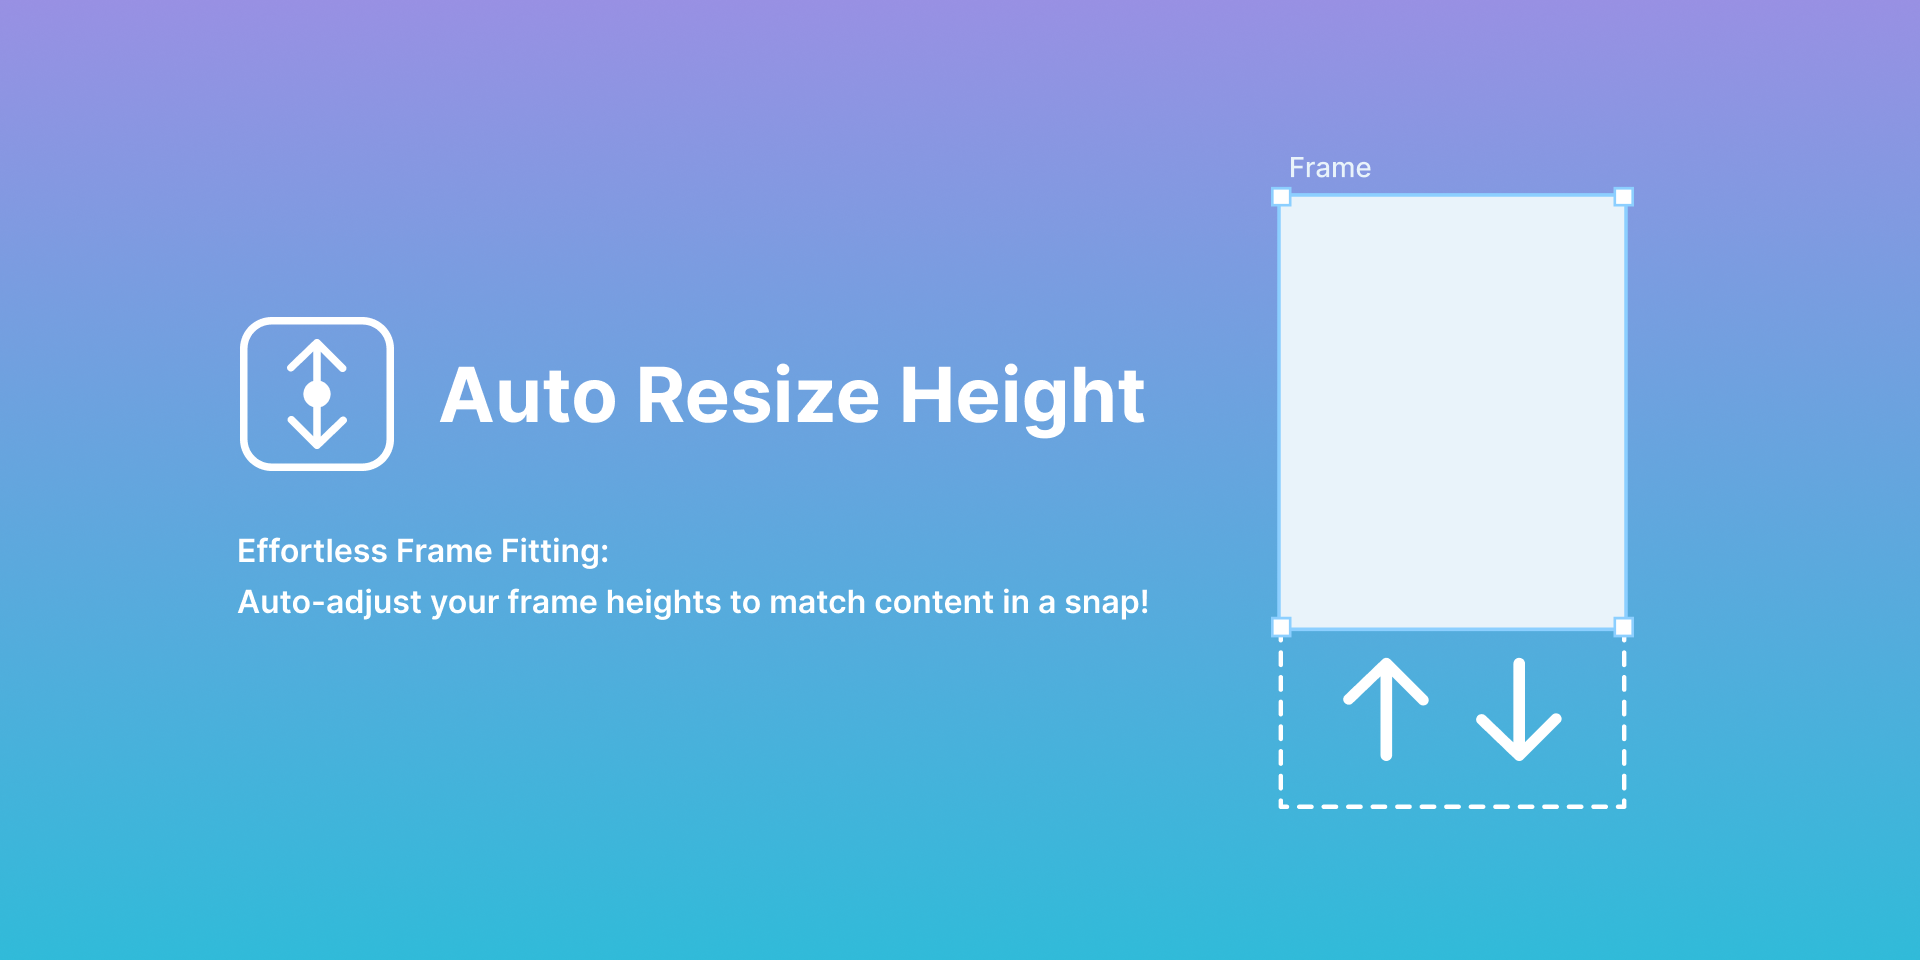 Frame
Auto Resize Height
Effortless Frame Fitting:
Auto-adjust your frame heights to match content in a snap!